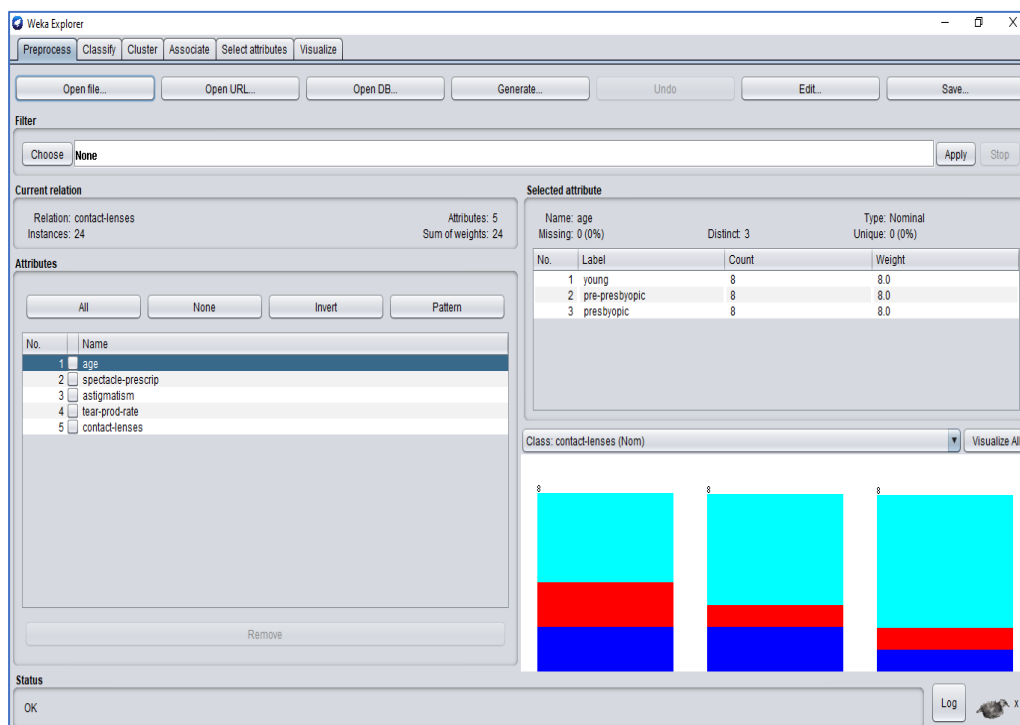 Weka Explorer
Preprocess Classify Cluster Associate Select attributes Visualize
Open file... Open URL... Open DB... Generate... Undo Edit... Save...
Filter
Choose None Apply Stop
Current relation
Relation: contact-lenses Attributes: 5
Instances: 24 Sum of weights: 24
Selected attribute
Name: age Type: Nominal
Missing: 0 (0%) Distinct: 3 Unique: 0 (0%)
No. Label Count Weight
1 young 8 8.0
2 pre-presbyopic 8 8.0
3 presbyopic 8 8.0
Attributes
All None Invert Pattern
No. Name
1 age
2 spectacle-prescrip
3 astigmatism
4 tear-prod-rate
5 contact-lenses
Remove
Class: contact-lenses (Nom) Visualize All
8 8 8
Status
OK
Log x